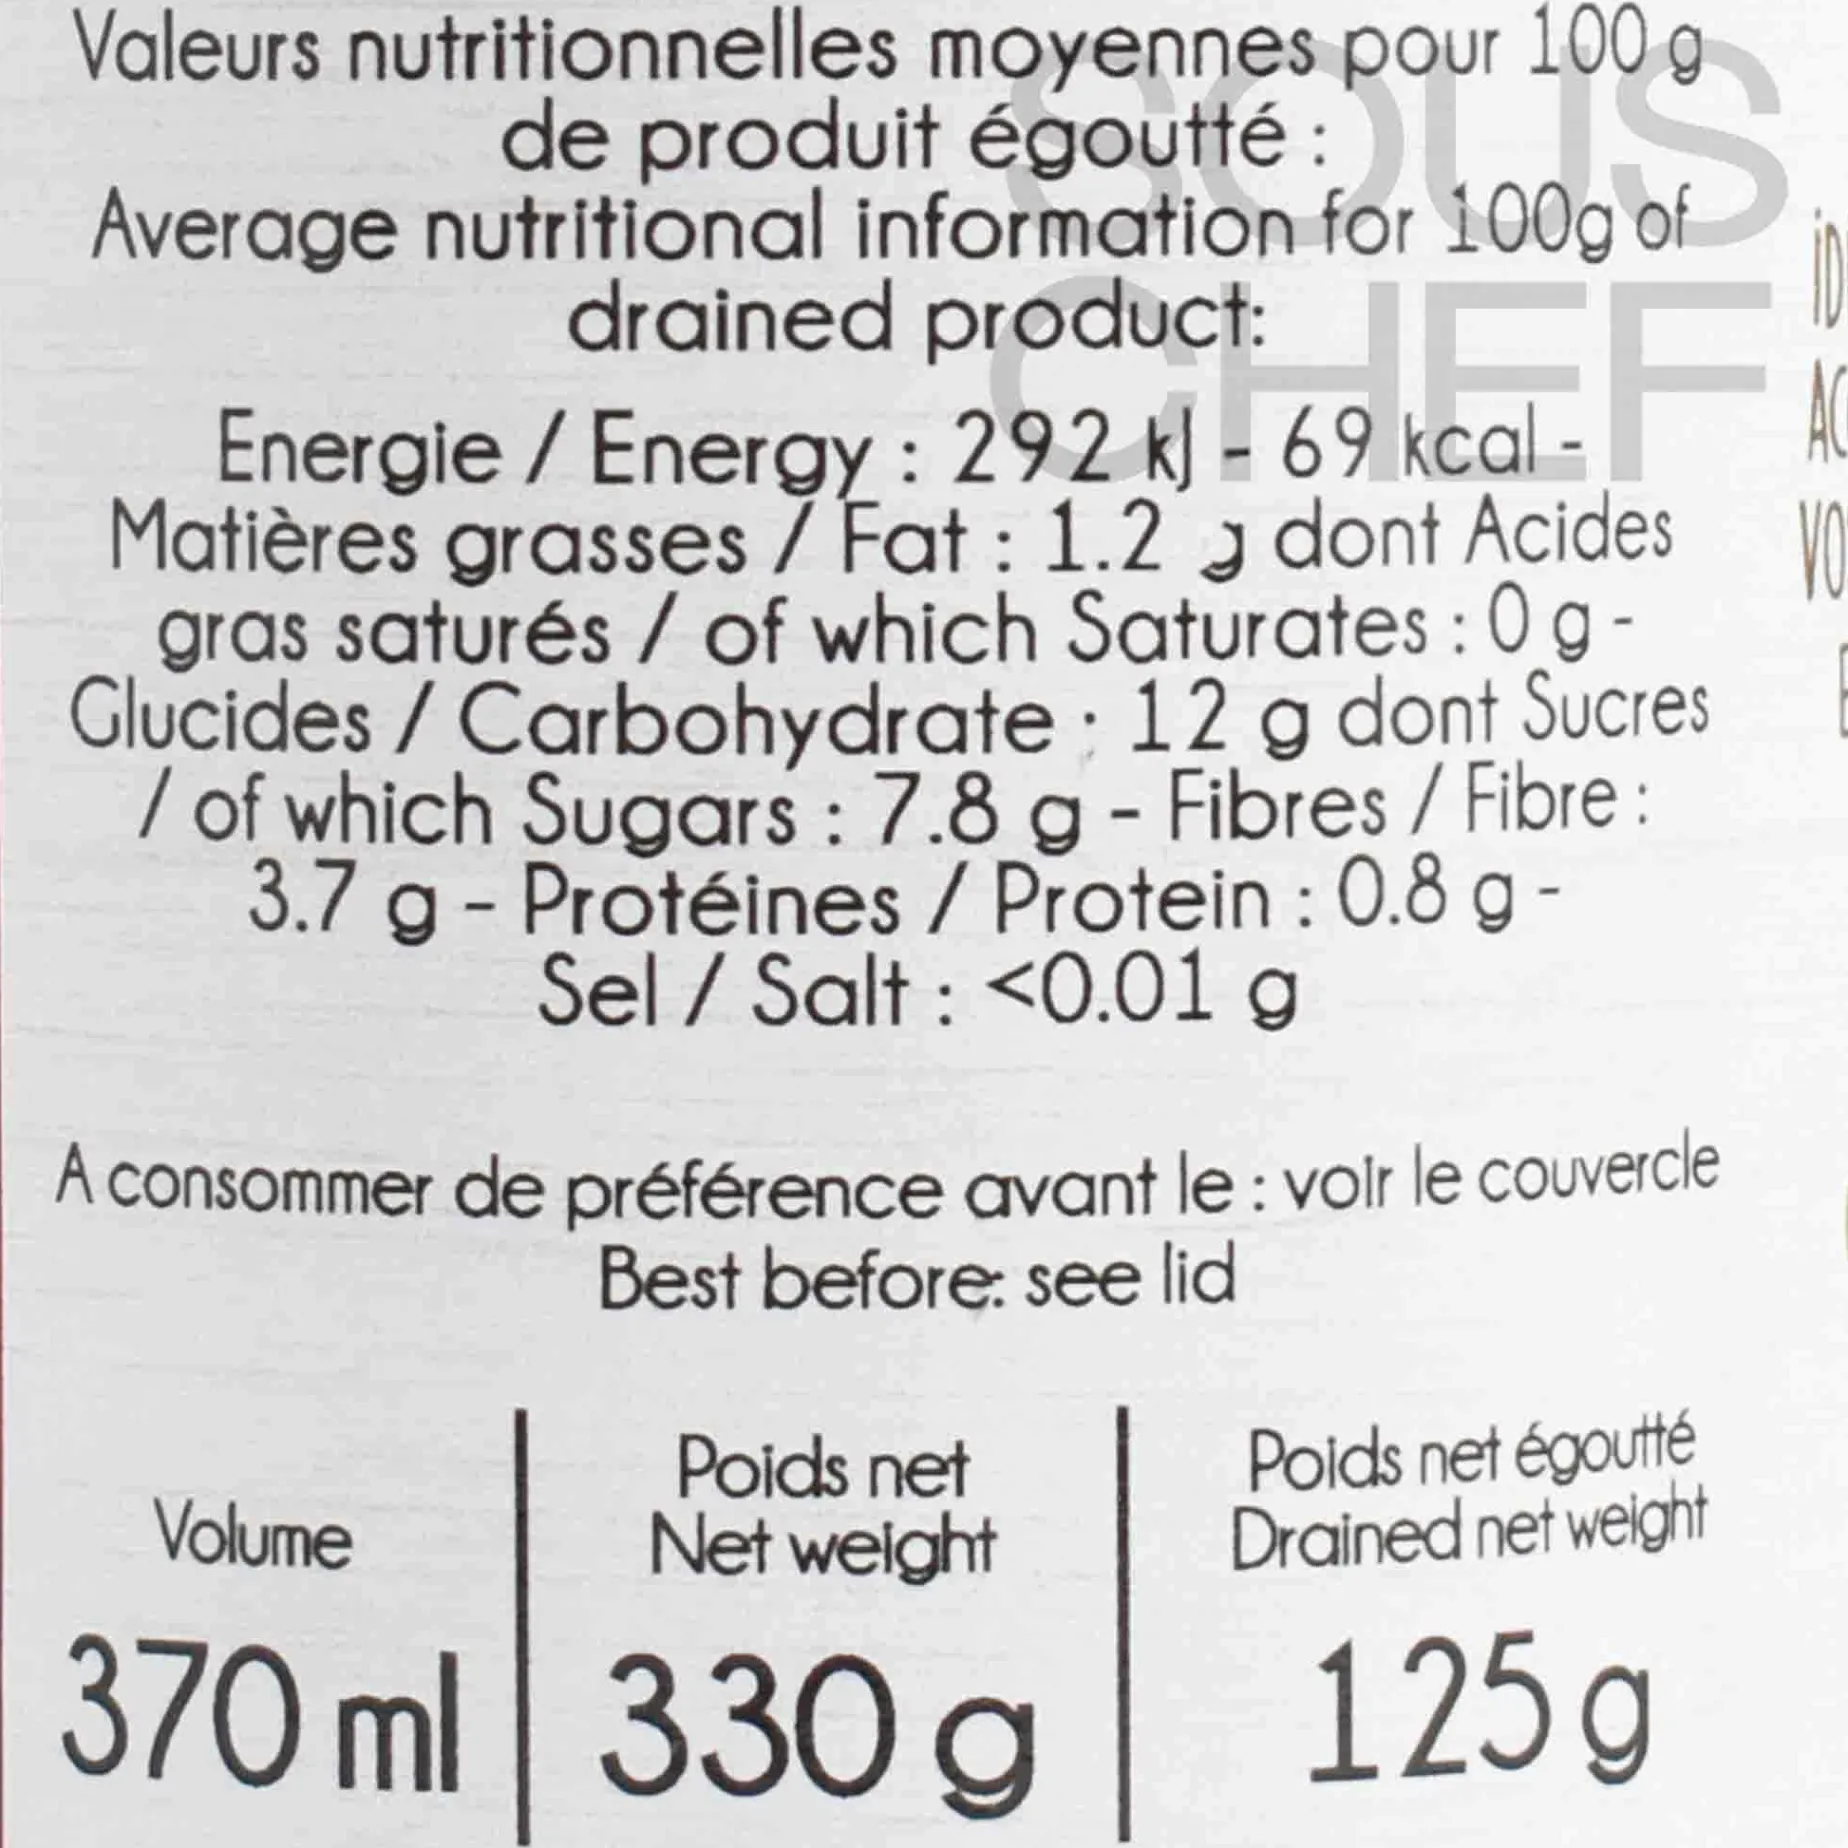 Valeurs nutritionnelles moyennes pour 100 g
de produit égoutté :
Average nutritional information for 100g of
drained product:
SOUS
CHEF
Energie / Energy : 292 kJ - 69 kcal -
Matières grasses / Fat : 1.2 g dont Acides
gras saturés / of which Saturates : 0 g -
Glucides / Carbohydrate : 12 g dont Sucres
/ of which Sugars : 7.8 g - Fibres / Fibre :
3.7 g - Protéines / Protein : 0.8 g -
Sel / Salt : <0.01 g
A consommer de préférence avant le : voir le couvercle
Best before: see lid
Volume
370 ml
Poids net
Net weight
330 g
Poids net égoutté
Drained net weight
125 g